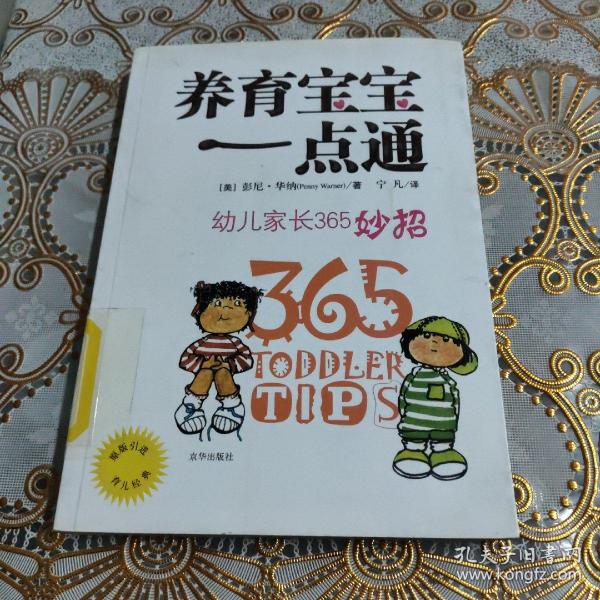 养育宝宝
一点通
[美] 彭尼·华纳(Penny Warner)/著 宁 凡/译
幼儿家长365妙招
365
TODDLER
TIPS
原版引进
育儿经典
京华出版社
孔夫子旧书网
www.kongfz.com